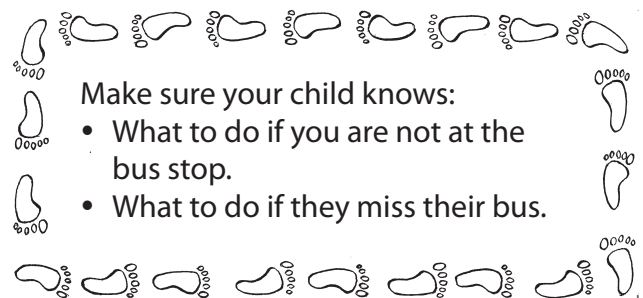 Make sure your child knows:
• What to do if you are not at the
bus stop.
• What to do if they miss their bus.